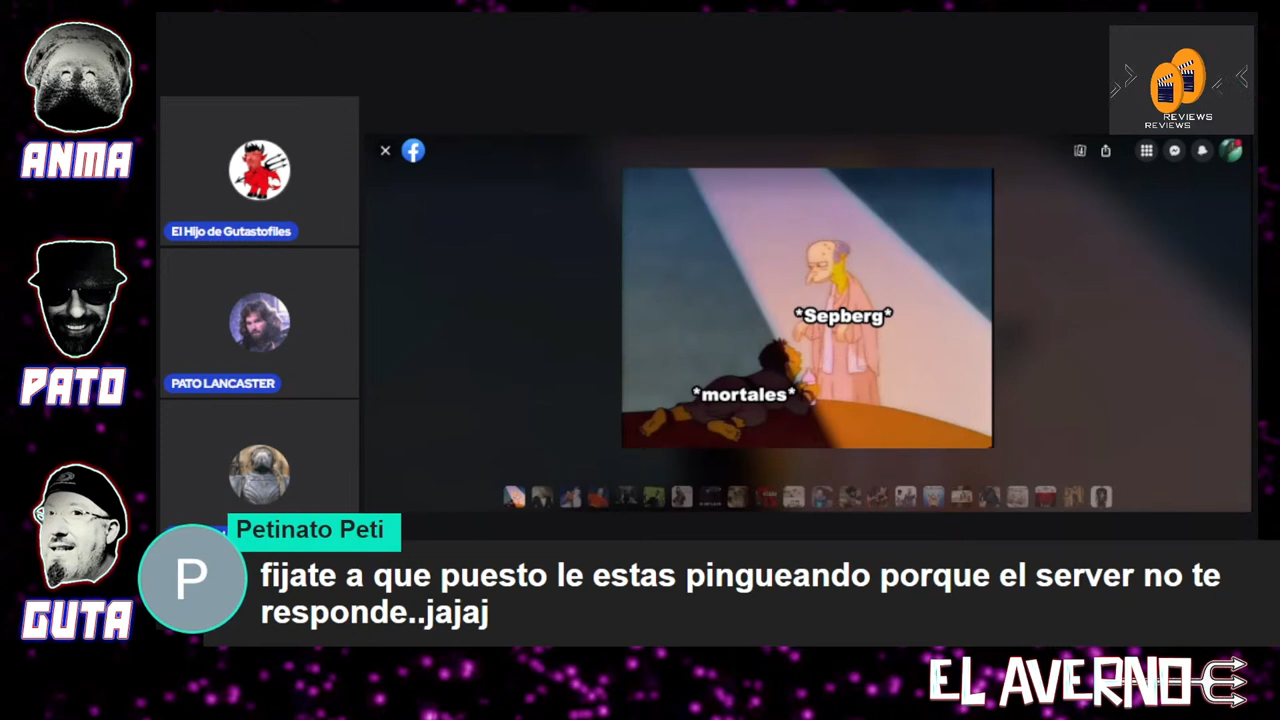 ANMA
PATO
GUTA
El Hijo de Gutastofiles
PATO LANCASTER
REVIEWS
REVIEWS
*Sepberg*
*mortales*
Petinato Peti
P
fijate a que puesto le estas pingueando porque el server no te
responde..jajaj
EL AVERNO